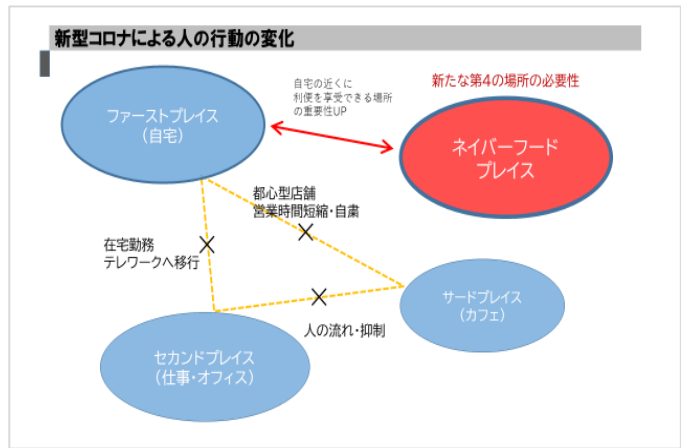 新型コロナによる人の行動の変化
ファーストプレイス
（自宅）
自宅の近くに
利便を享受できる場所
の重要性UP
新たな第4の場所の必要性
ネイバーフード
プレイス
都心型店舗
営業時間短縮・自粛
在宅勤務
テレワークへ移行
サードプレイス
（カフェ）
人の流れ・抑制
セカンドプレイス
（仕事・オフィス）